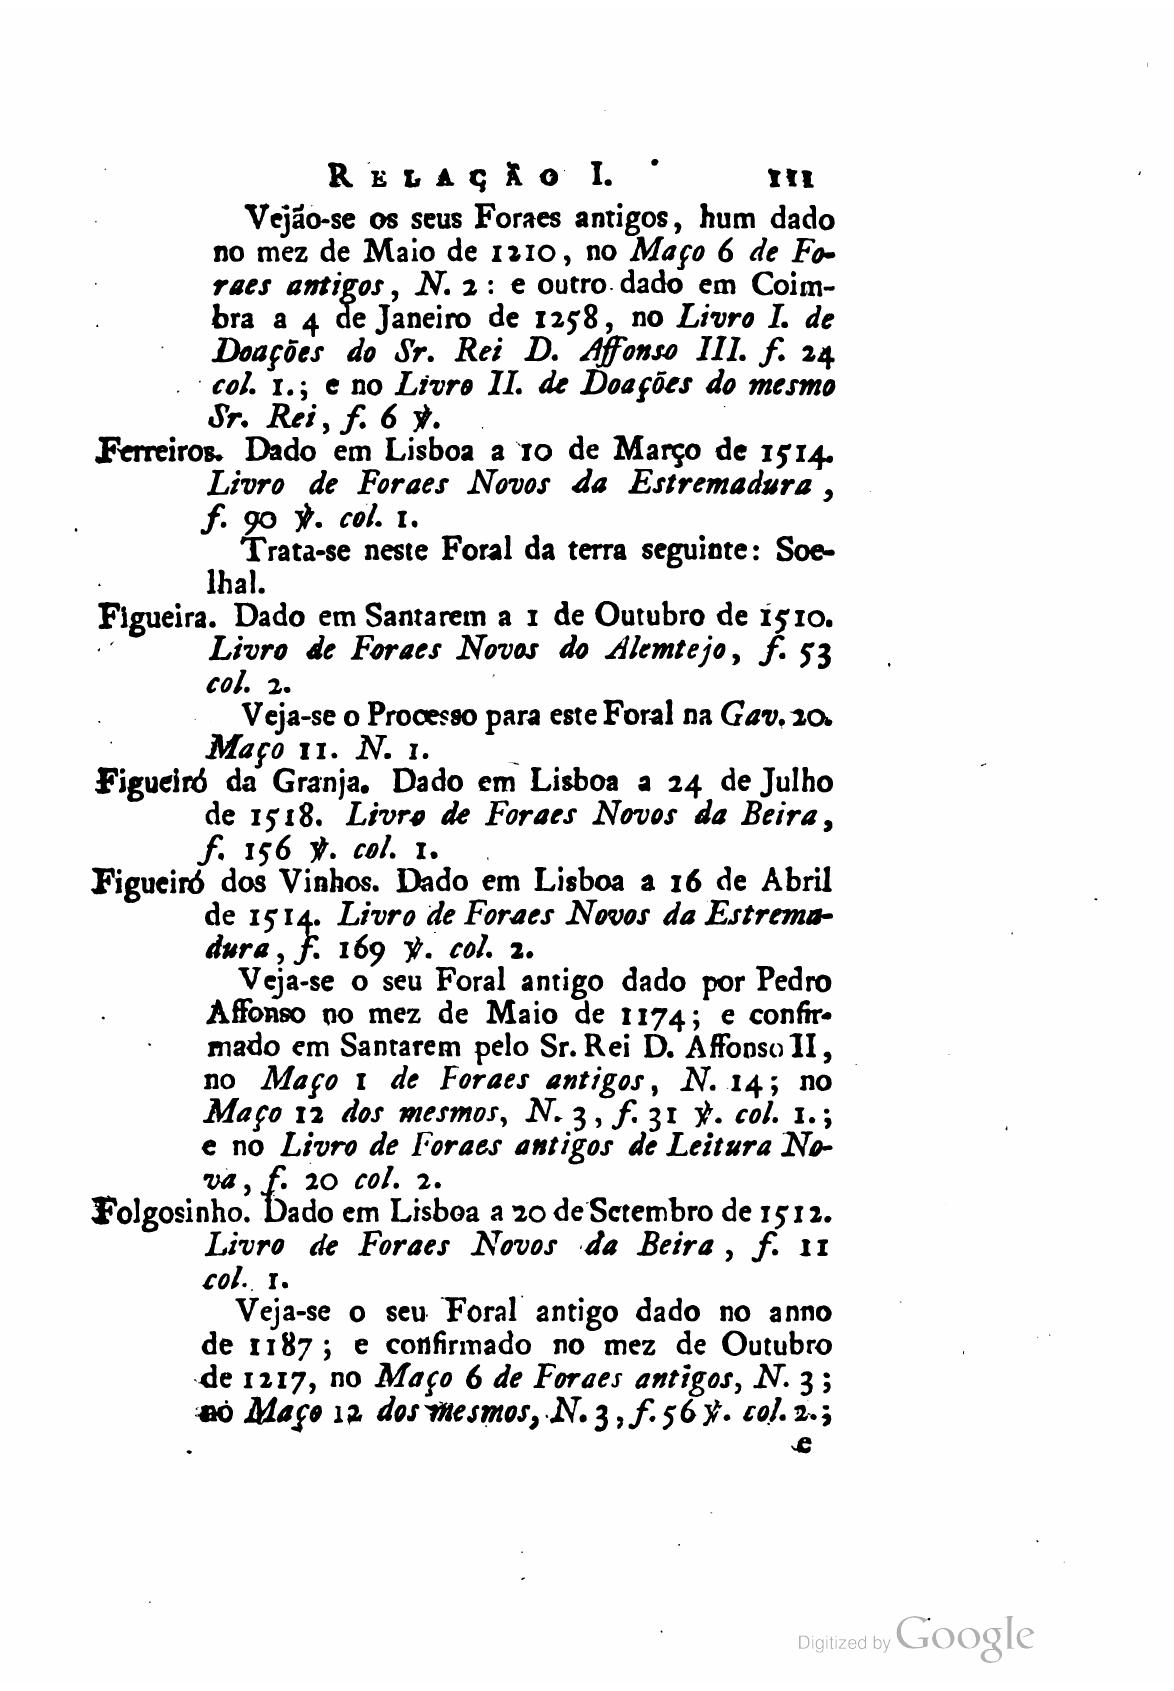 RELAÇÃO I. 111
Vejão-se os seus Foraes antigos, hum dado
no mez de Maio de 1210, no Maço 6 de Fo-
raes antigos, N. 2: e outro dado em Coim-
bra a 4 de Janeiro de 1258, no Livro I. de
Doações do Sr. Rei D. Affonso III. f. 24
col. 1.; e no Livro II. de Doações do mesmo
Sr. Rei, f. 6 ℣.
Ferreiros. Dado em Lisboa a 10 de Março de 1514.
Livro de Foraes Novos da Estremadura,
f. 90 ℣. col. 1.
Trata-se neste Foral da terra seguinte: Soe-
lhal.
Figueira. Dado em Santarem a 1 de Outubro de 1510.
Livro de Foraes Novos do Alemtejo, f. 53
col. 2.
Veja-se o Processo para este Foral na Gav. 20.
Maço 11. N. 1.
Figueiró da Granja. Dado em Lisboa a 24 de Julho
de 1518. Livro de Foraes Novos da Beira,
f. 156 ℣. col. 1.
Figueiró dos Vinhos. Dado em Lisboa a 16 de Abril
de 1514. Livro de Foraes Novos da Estrema-
dura, f. 169 ℣. col. 2.
Veja-se o seu Foral antigo dado por Pedro
Affonso no mez de Maio de 1174; e confir-
mado em Santarem pelo Sr. Rei D. Affonso II,
no Maço 1 de Foraes antigos, N. 14; no
Maço 12 dos mesmos, N. 3, f. 31 ℣. col. 1.;
e no Livro de Foraes antigos de Leitura No-
va, f. 20 col. 2.
Folgosinho. Dado em Lisboa a 20 de Setembro de 1512.
Livro de Foraes Novos da Beira, f. 11
col. 1.
Veja-se o seu Foral antigo dado no anno
de 1187; e confirmado no mez de Outubro
de 1217, no Maço 6 de Foraes antigos, N. 3;
no Maço 12 dos mesmos, N. 3, f. 56 ℣. col. 2.;
e
Digitized by Google